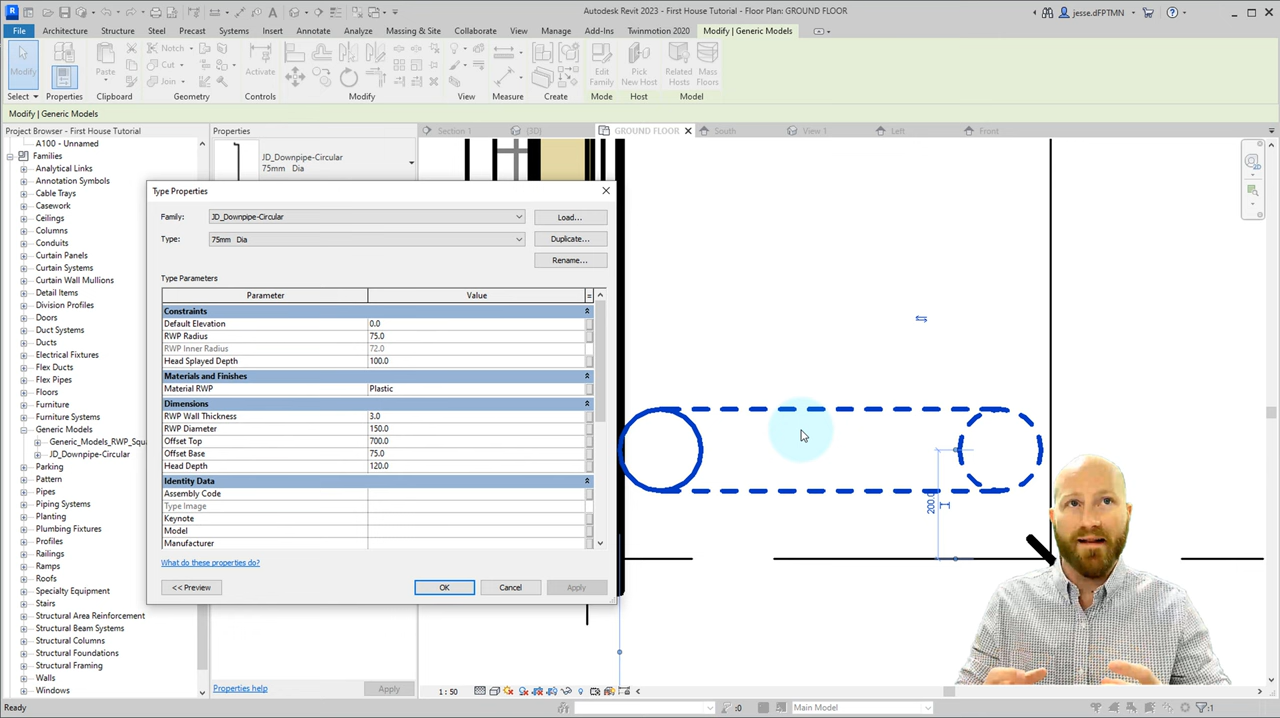 Autodesk Revit 2023 - First House Tutorial - Floor Plan: GROUND FLOOR
jesse.dFPTMN
File Architecture Structure Steel Precast Systems Insert Annotate Analyze Massing & Site Collaborate View Manage Add-Ins Twinmotion 2020 Modify | Generic Models
Modify
Paste
Notch
Cut
Join
Activate
Edit Family
Pick New Host
Related Hosts
Mass Floors
Select Properties Clipboard Geometry Controls Modify View Measure Create Mode Host Model
Modify | Generic Models
Project Browser - First House Tutorial
A100 - Unnamed
Families
Analytical Links
Annotation Symbols
Cable Trays
Casework
Ceilings
Columns
Conduits
Curtain Panels
Curtain Systems
Curtain Wall Mullions
Detail Items
Division Profiles
Doors
Duct Systems
Ducts
Electrical Fixtures
Flex Ducts
Flex Pipes
Floors
Furniture
Furniture Systems
Generic Models
Generic_Models_RWP_Squa
JD_Downpipe-Circular
Parking
Pattern
Pipes
Piping Systems
Planting
Plumbing Fixtures
Profiles
Railings
Ramps
Roofs
Specialty Equipment
Stairs
Structural Area Reinforcement
Structural Beam Systems
Structural Columns
Structural Foundations
Structural Framing
Walls
Windows
Properties
JD_Downpipe-Circular
75mm Dia
Properties help
Apply
Section 1
{3D}
GROUND FLOOR
South
View 1
Left
Front
Type Properties
Family: JD_Downpipe-Circular Load...
Type: 75mm Dia Duplicate...
Rename...
Type Parameters
Parameter Value =
Constraints
Default Elevation 0.0
RWP Radius 75.0
RWP Inner Radius 72.0
Head Splayed Depth 100.0
Materials and Finishes
Material RWP Plastic
Dimensions
RWP Wall Thickness 3.0
RWP Diameter 150.0
Offset Top 700.0
Offset Base 75.0
Head Depth 120.0
Identity Data
Assembly Code
Type Image
Keynote
Model
Manufacturer
What do these properties do?
<< Preview OK Cancel Apply
200.0
1 : 50
Ready
:0
Main Model
:1